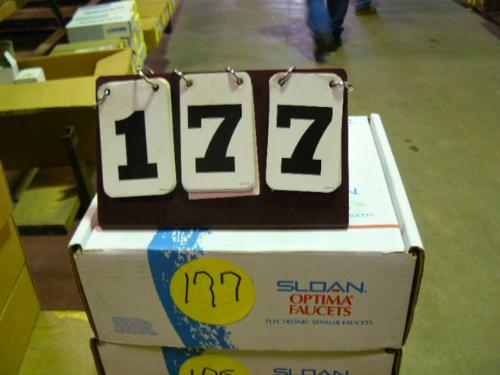 177
177
SLOAN
OPTIMA
FAUCETS
ELECTRONIC SENSOR FAUCETS
SLOAN